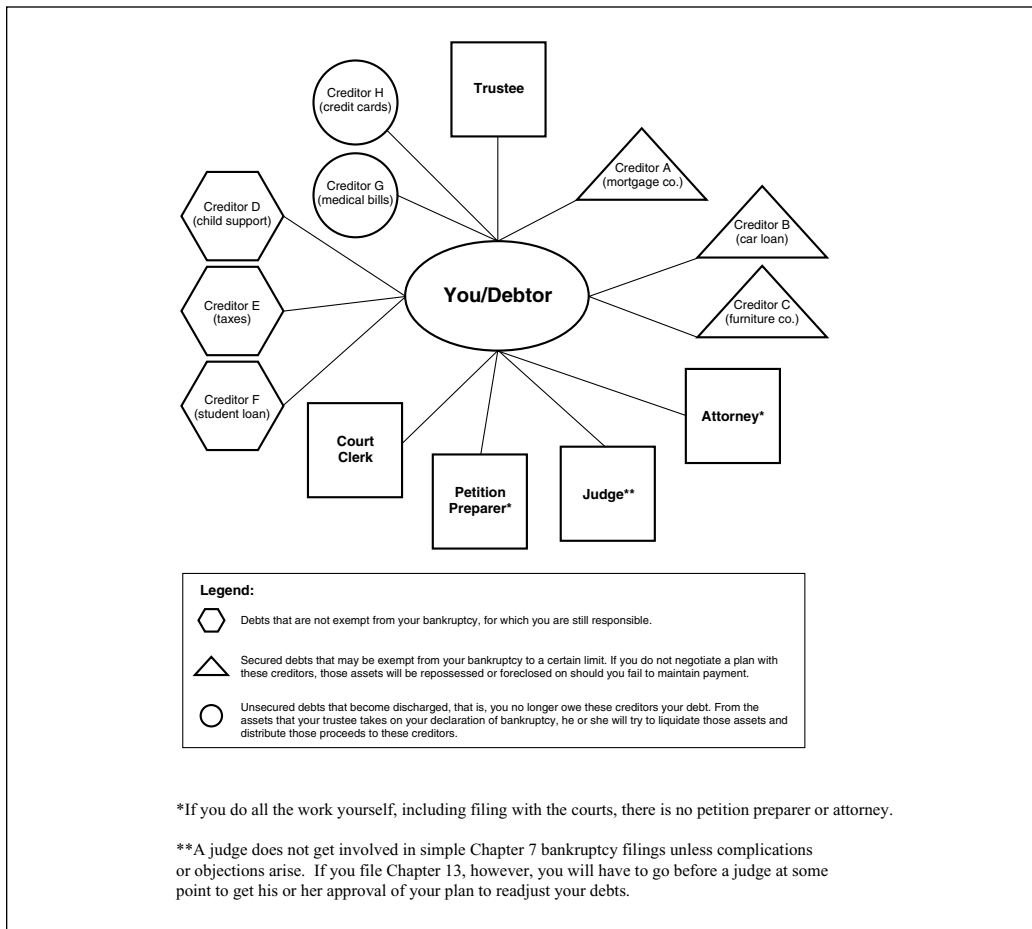 Creditor H
(credit cards)
Trustee
Creditor G
(medical bills)
Creditor A
(mortgage co.)
Creditor D
(child support)
Creditor B
(car loan)
Creditor E
(taxes)
You/Debtor
Creditor C
(furniture co.)
Creditor F
(student loan)
Court
Clerk
Petition
Preparer*
Judge**
Attorney*
Legend:
Debts that are not exempt from your bankruptcy, for which you are still responsible.
Secured debts that may be exempt from your bankruptcy to a certain limit. If you do not negotiate a plan with
these creditors, those assets will be repossessed or foreclosed on should you fail to maintain payment.
Unsecured debts that become discharged, that is, you no longer owe these creditors your debt. From the
assets that your trustee takes on your declaration of bankruptcy, he or she will try to liquidate those assets and
distribute those proceeds to these creditors.
*If you do all the work yourself, including filing with the courts, there is no petition preparer or attorney.
**A judge does not get involved in simple Chapter 7 bankruptcy filings unless complications
or objections arise.  If you file Chapter 13, however, you will have to go before a judge at some
point to get his or her approval of your plan to readjust your debts.